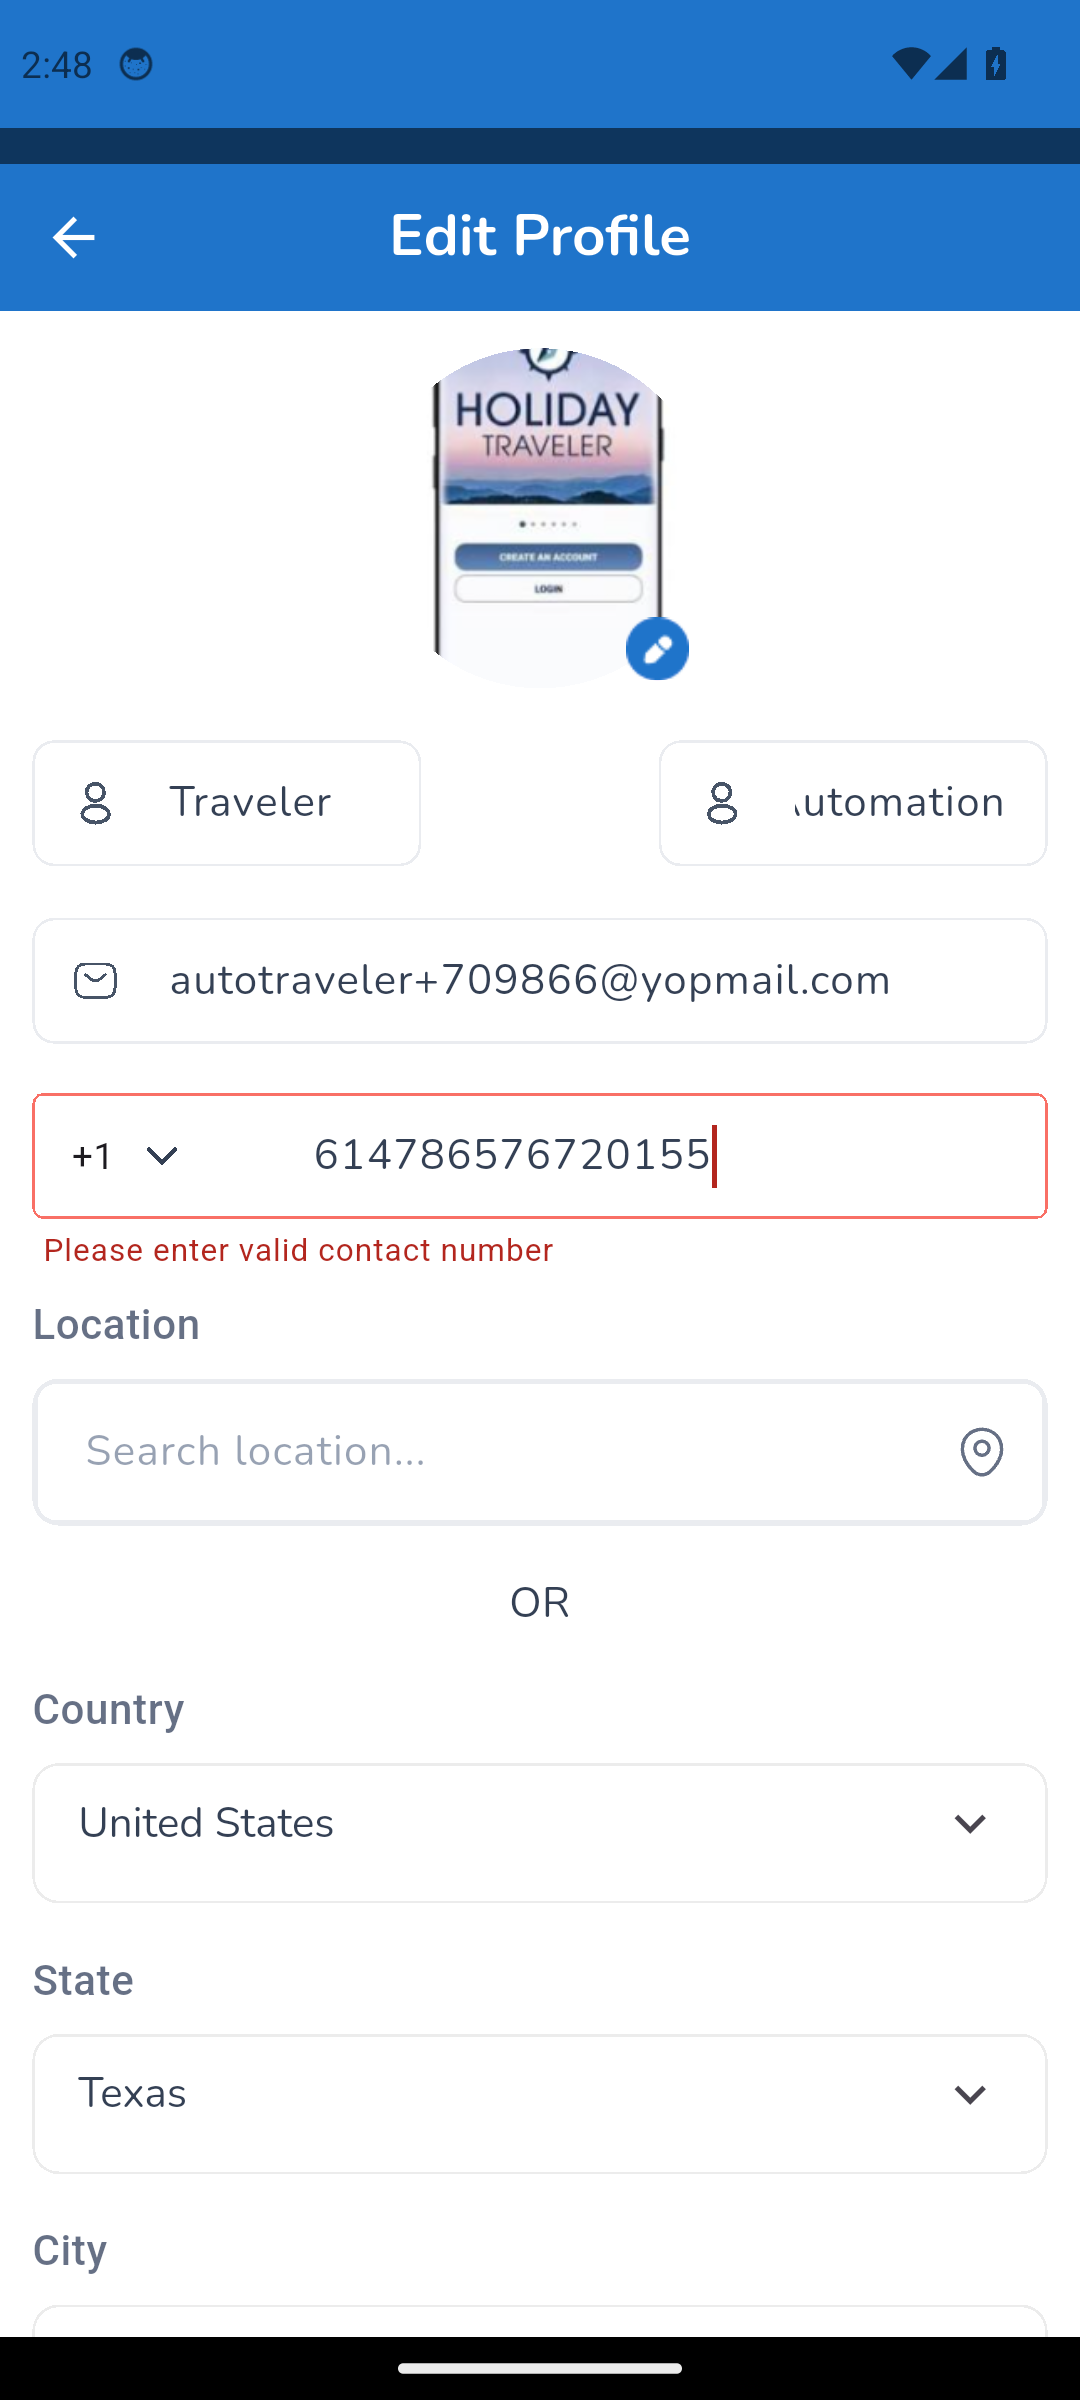 2:48
Edit Profile
HOLIDAY
TRAVELER
CREATE AN ACCOUNT
LOGIN
Traveler
utomation
autotraveler+709866@yopmail.com
+1 614786576720155
Please enter valid contact number
Location
Search location...
OR
Country
United States
State
Texas
City